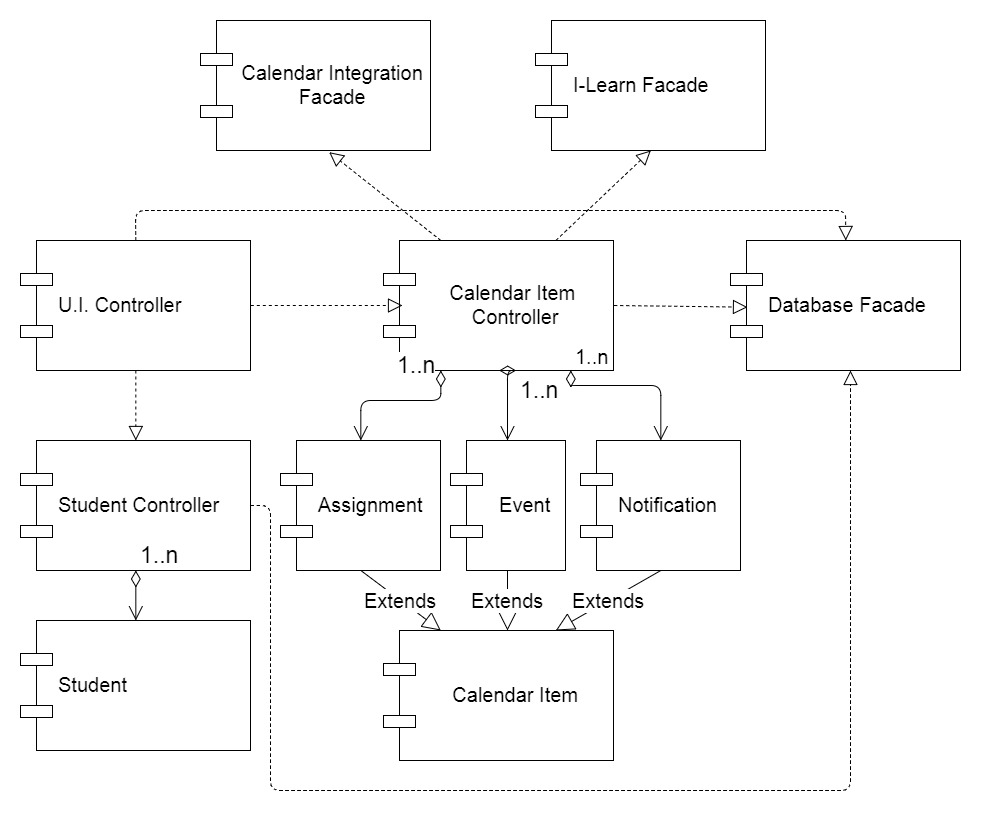 Calendar Integration
Facade
I-Learn Facade
U.I. Controller
Calendar Item
Controller
Database Facade
1..n
1..n
1..n
Student Controller
Assignment
Event
Notification
1..n
Extends
Extends
Extends
Student
Calendar Item